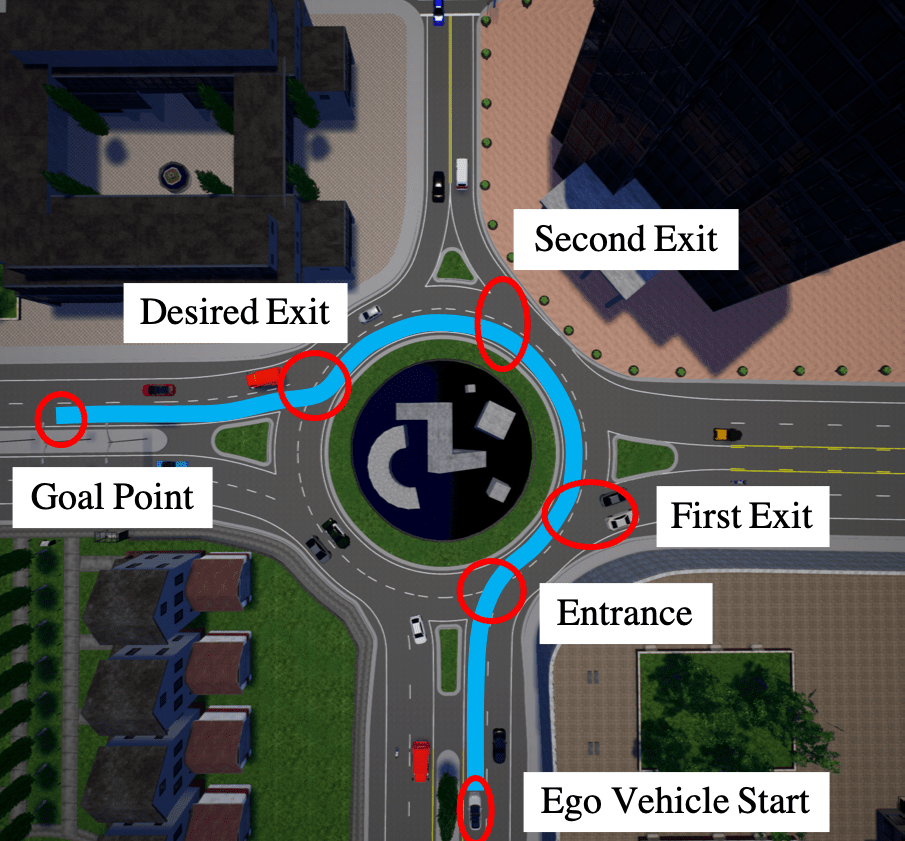 Second Exit
Desired Exit
Goal Point
First Exit
Entrance
Ego Vehicle Start